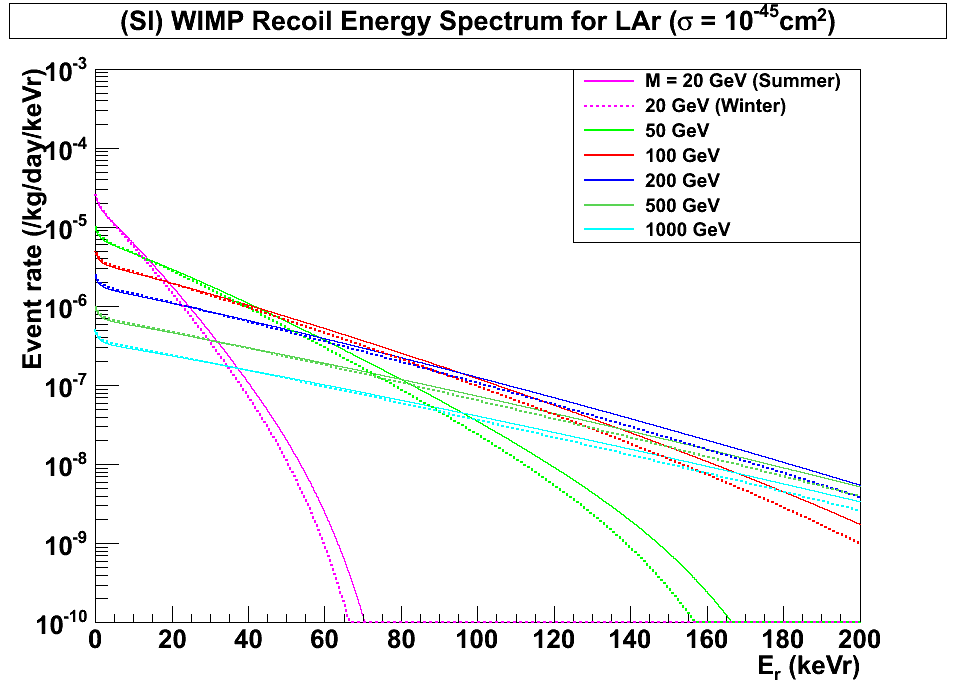 (SI) WIMP Recoil Energy Spectrum for LAr (σ = 10⁻⁴⁵cm²)
Event rate (/kg/day/keVr)
10⁻³
10⁻⁴
10⁻⁵
10⁻⁶
10⁻⁷
10⁻⁸
10⁻⁹
10⁻¹⁰
M = 20 GeV (Summer)
20 GeV (Winter)
50 GeV
100 GeV
200 GeV
500 GeV
1000 GeV
0 20 40 60 80 100 120 140 160 180 200
Eᵣ (keVr)